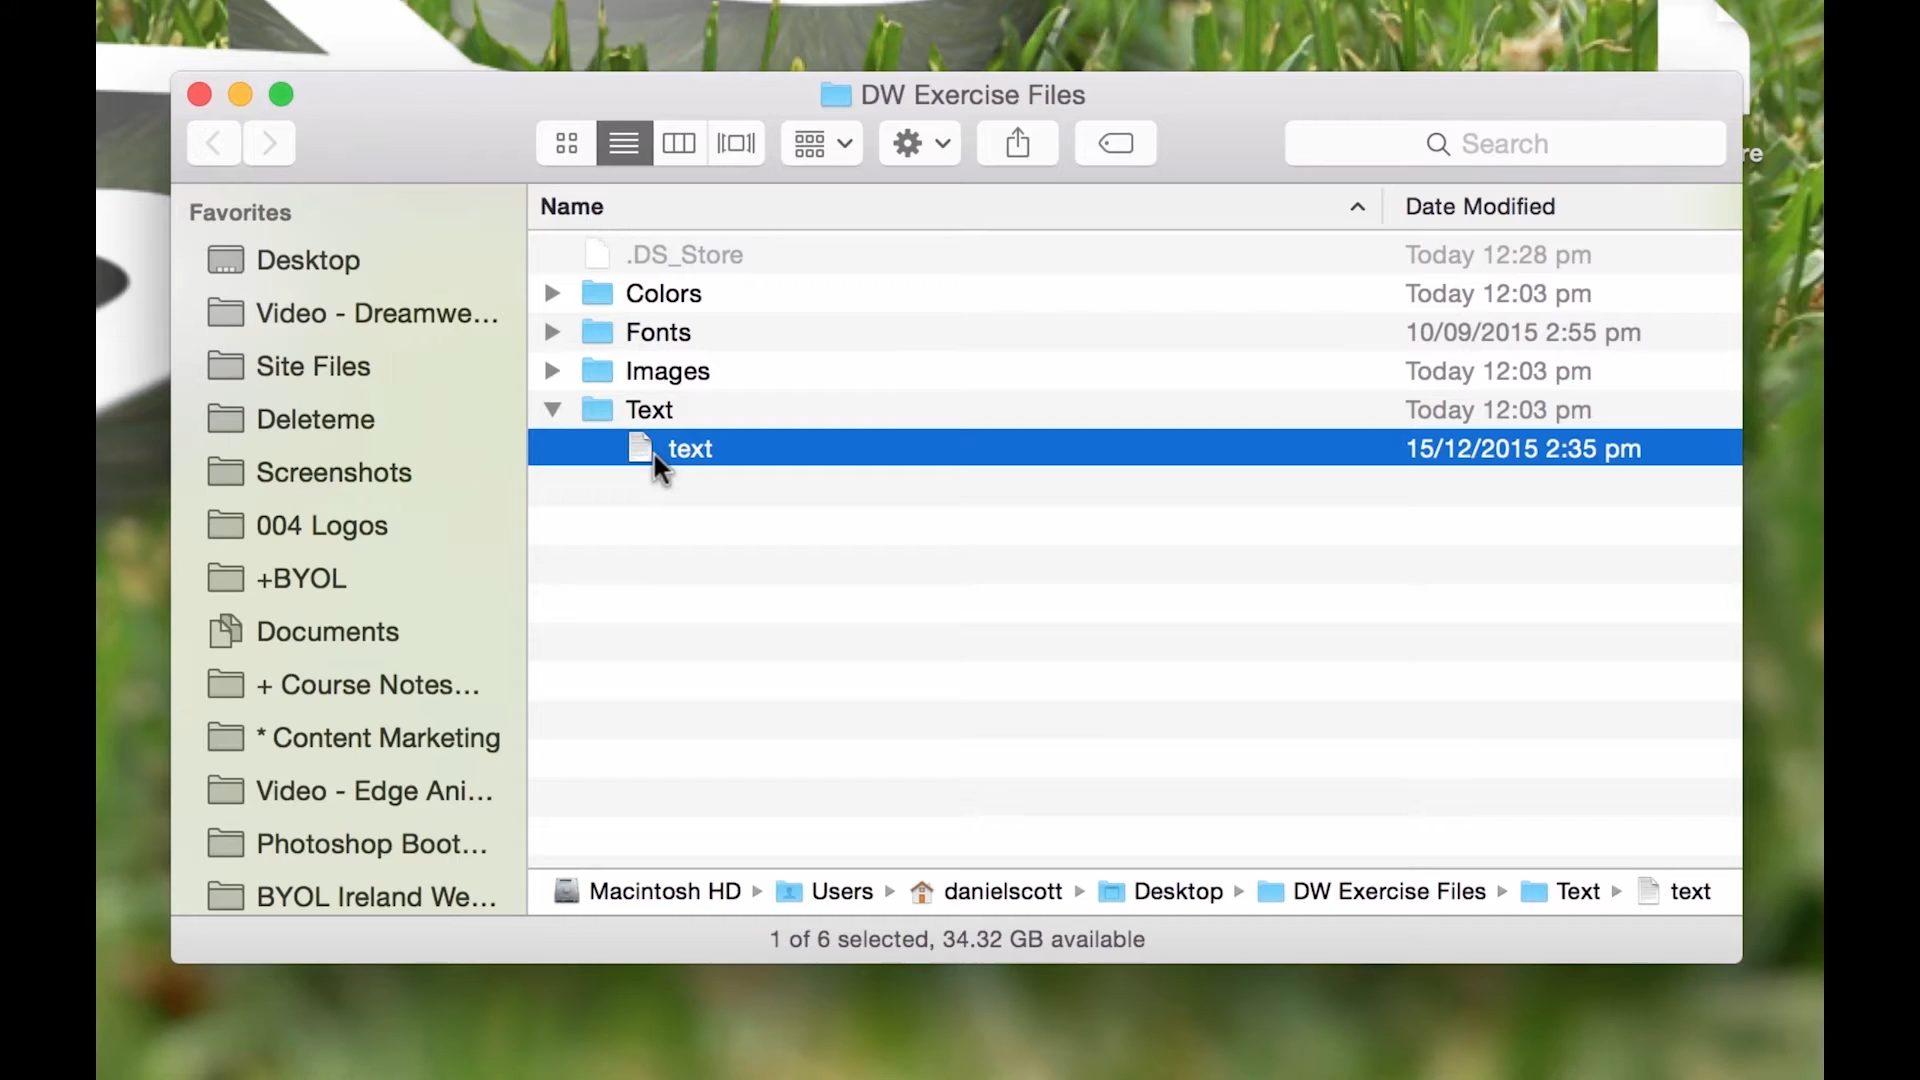 DW Exercise Files
Search
re
Favorites
Desktop
Video - Dreamwe...
Site Files
Deleteme
Screenshots
004 Logos
+BYOL
Documents
+ Course Notes...
* Content Marketing
Video - Edge Ani...
Photoshop Boot...
BYOL Ireland We...
Name Date Modified
.DS_Store Today 12:28 pm
Colors Today 12:03 pm
Fonts 10/09/2015 2:55 pm
Images Today 12:03 pm
Text Today 12:03 pm
text 15/12/2015 2:35 pm
Macintosh HD Users danielscott Desktop DW Exercise Files Text text
1 of 6 selected, 34.32 GB available